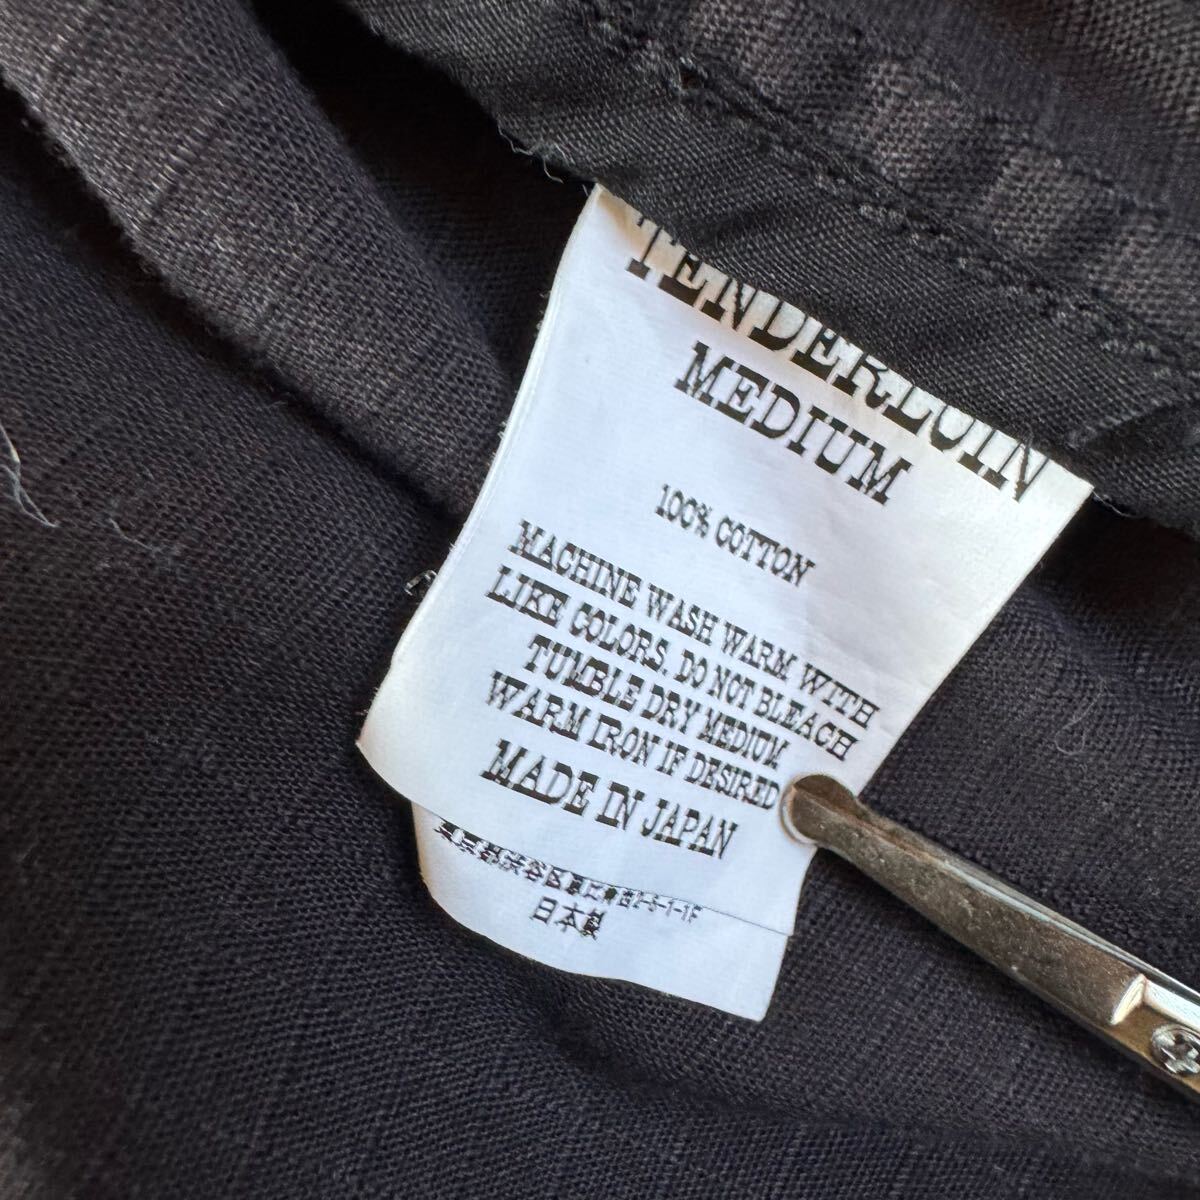 TENDERLOIN
MEDIUM
100% COTTON
MACHINE WASH WARM WITH
LIKE COLORS. DO NOT BLEACH
TUMBLE DRY MEDIUM
WARM IRON IF DESIRED
MADE IN JAPAN
日本製